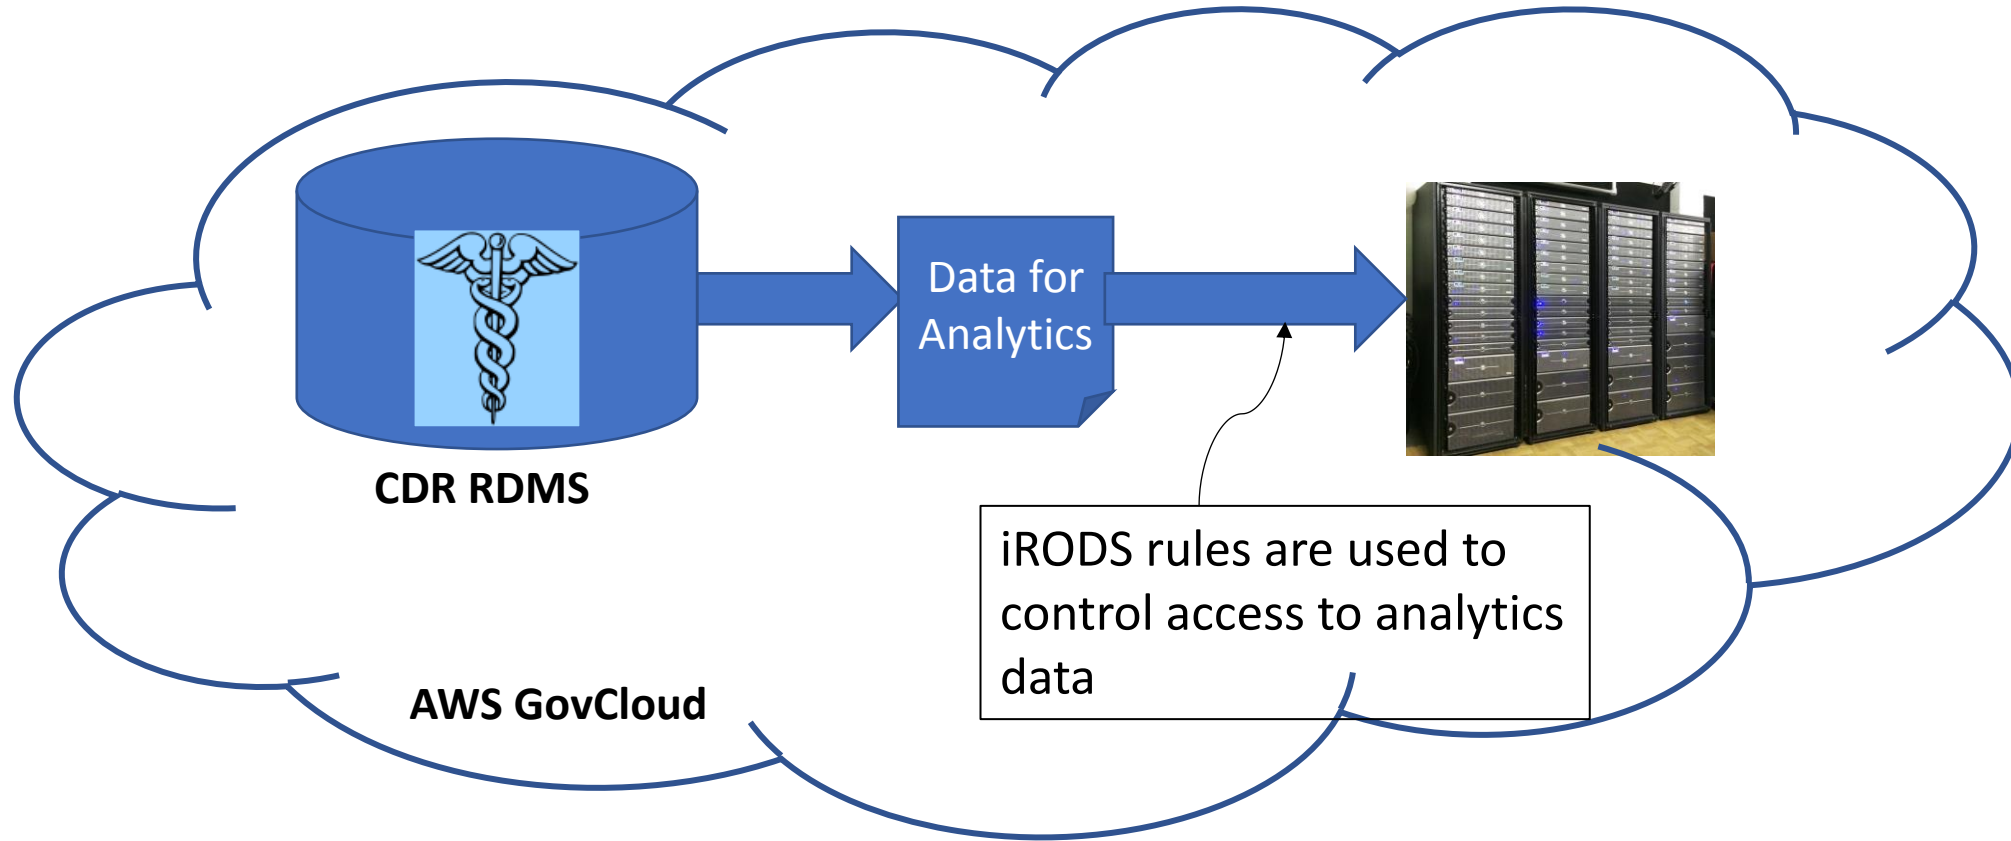 Data for
Analytics
CDR RDMS
iRODS rules are used to
control access to analytics
data
AWS GovCloud